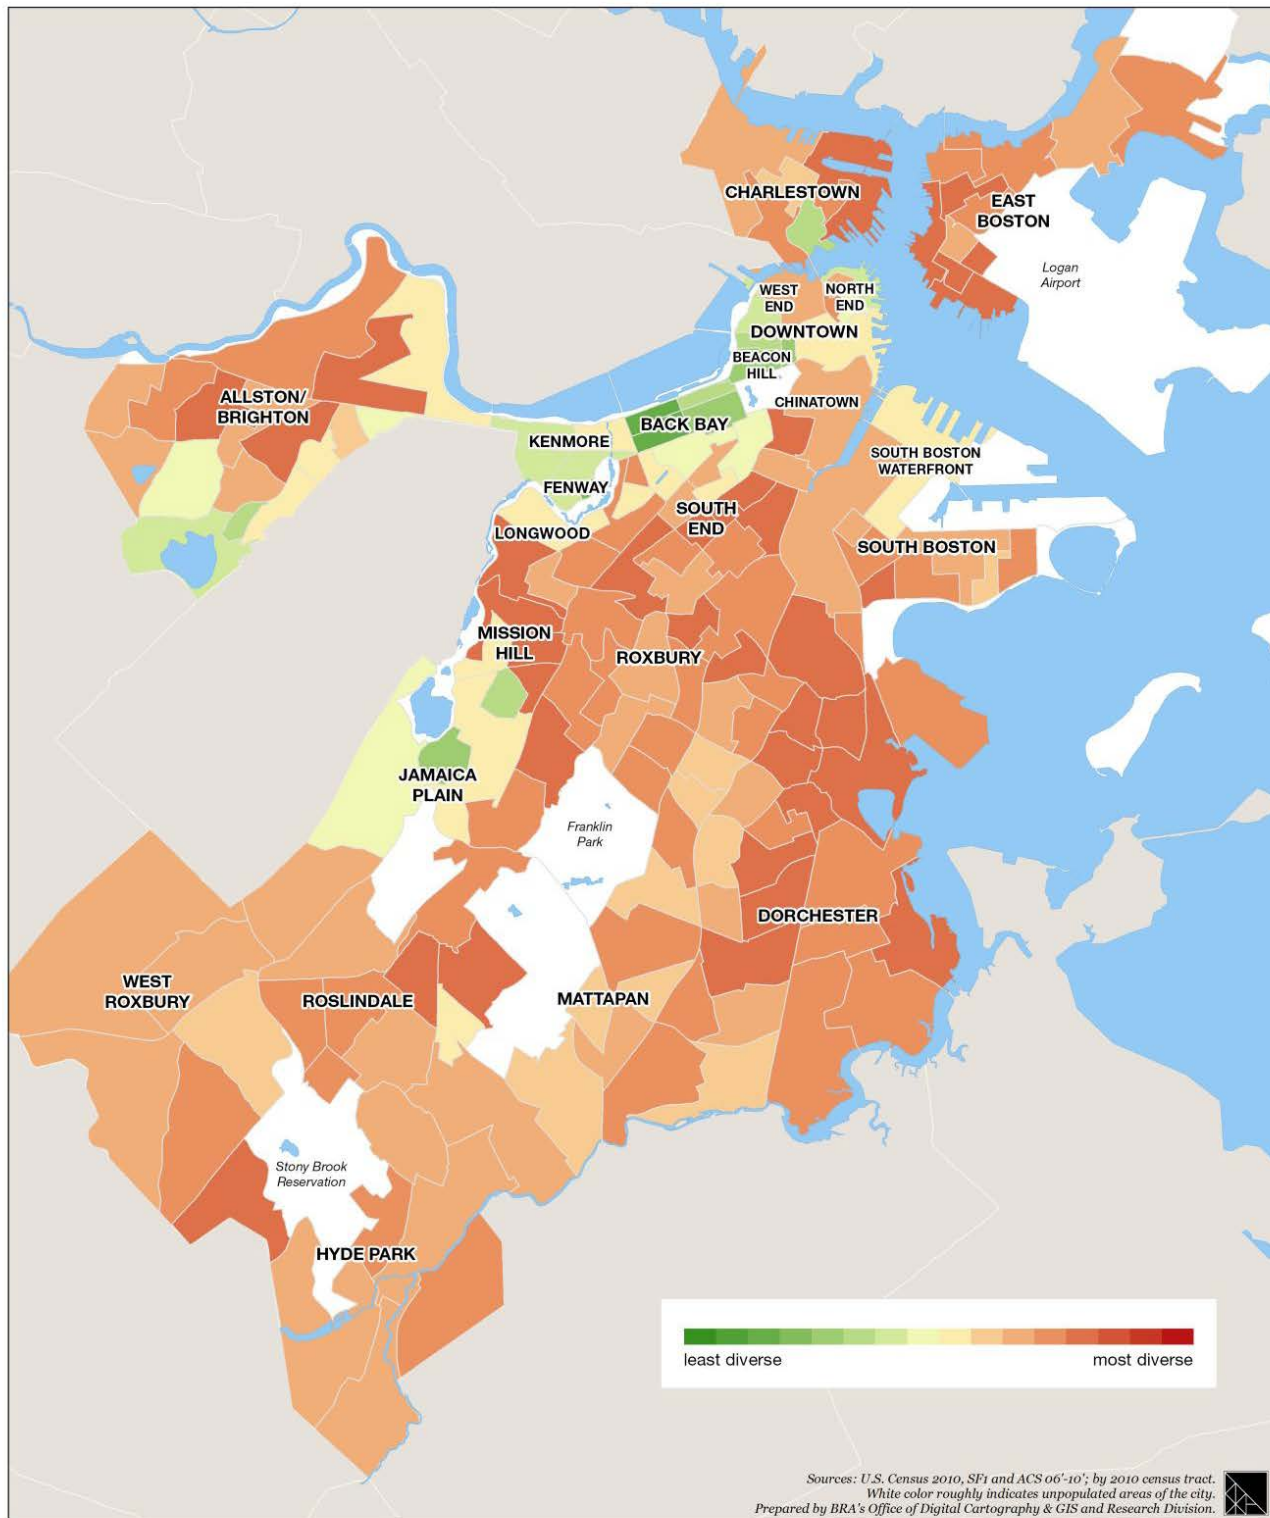 CHARLESTOWN
EAST
BOSTON
Logan
Airport
WEST
END
NORTH
END
DOWNTOWN
BEACON
HILL
ALLSTON/
BRIGHTON
CHINATOWN
BACK BAY
KENMORE
SOUTH BOSTON
WATERFRONT
FENWAY
SOUTH
END
LONGWOOD
SOUTH BOSTON
MISSION
HILL
ROXBURY
JAMAICA
PLAIN
Franklin
Park
DORCHESTER
WEST
ROXBURY
ROSLINDALE
MATTAPAN
Stony Brook
Reservation
HYDE PARK
least diverse
most diverse
Sources: U.S. Census 2010, SF1 and ACS 06'-10'; by 2010 census tract.
White color roughly indicates unpopulated areas of the city.
Prepared by BRA's Office of Digital Cartography & GIS and Research Division.